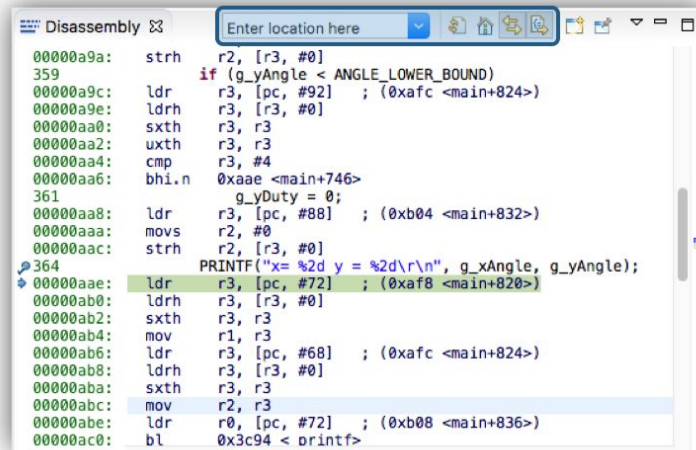 Disassembly
Enter location here
00000a9a: strh r2, [r3, #0]
359 if (g_yAngle < ANGLE_LOWER_BOUND)
00000a9c: ldr r3, [pc, #92] ; (0xafc <main+824>)
00000a9e: ldrh r3, [r3, #0]
00000aa0: sxth r3, r3
00000aa2: uxth r3, r3
00000aa4: cmp r3, #4
00000aa6: bhi.n 0xaae <main+746>
361 g_yDuty = 0;
00000aa8: ldr r3, [pc, #88] ; (0xb04 <main+832>)
00000aaa: movs r2, #0
00000aac: strh r2, [r3, #0]
364 PRINTF("x= %2d y = %2d\r\n", g_xAngle, g_yAngle);
00000aae: ldr r3, [pc, #72] ; (0xaf8 <main+820>)
00000ab0: ldrh r3, [r3, #0]
00000ab2: sxth r3, r3
00000ab4: mov r1, r3
00000ab6: ldr r3, [pc, #68] ; (0xafc <main+824>)
00000ab8: ldrh r3, [r3, #0]
00000aba: sxth r3, r3
00000abc: mov r2, r3
00000abe: ldr r0, [pc, #72] ; (0xb08 <main+836>)
00000ac0: bl 0x3c94 < printf>